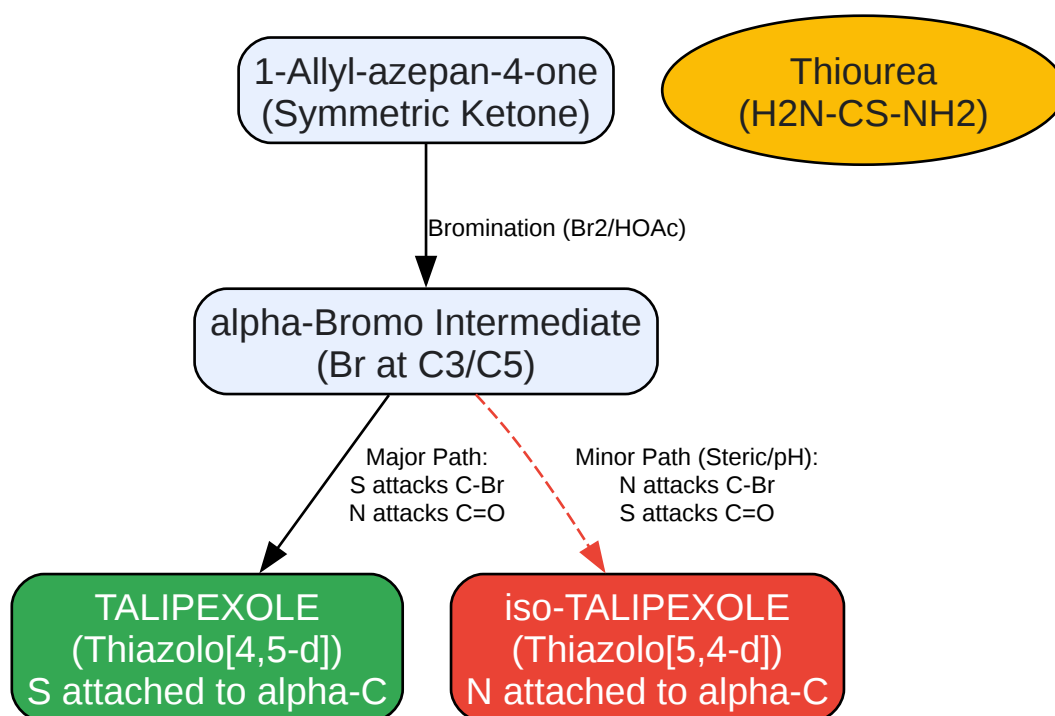 1-Allyl-azepan-4-one
(Symmetric Ketone)
Thiourea
(H2N-CS-NH2)
Bromination (Br2/HOAc)
alpha-Bromo Intermediate
(Br at C3/C5)
Major Path:
S attacks C-Br
N attacks C=O
Minor Path (Steric/pH):
N attacks C-Br
S attacks C=O
TALIPEXOLE
(Thiazolo[4,5-d])
S attached to alpha-C
iso-TALIPEXOLE
(Thiazolo[5,4-d])
N attached to alpha-C